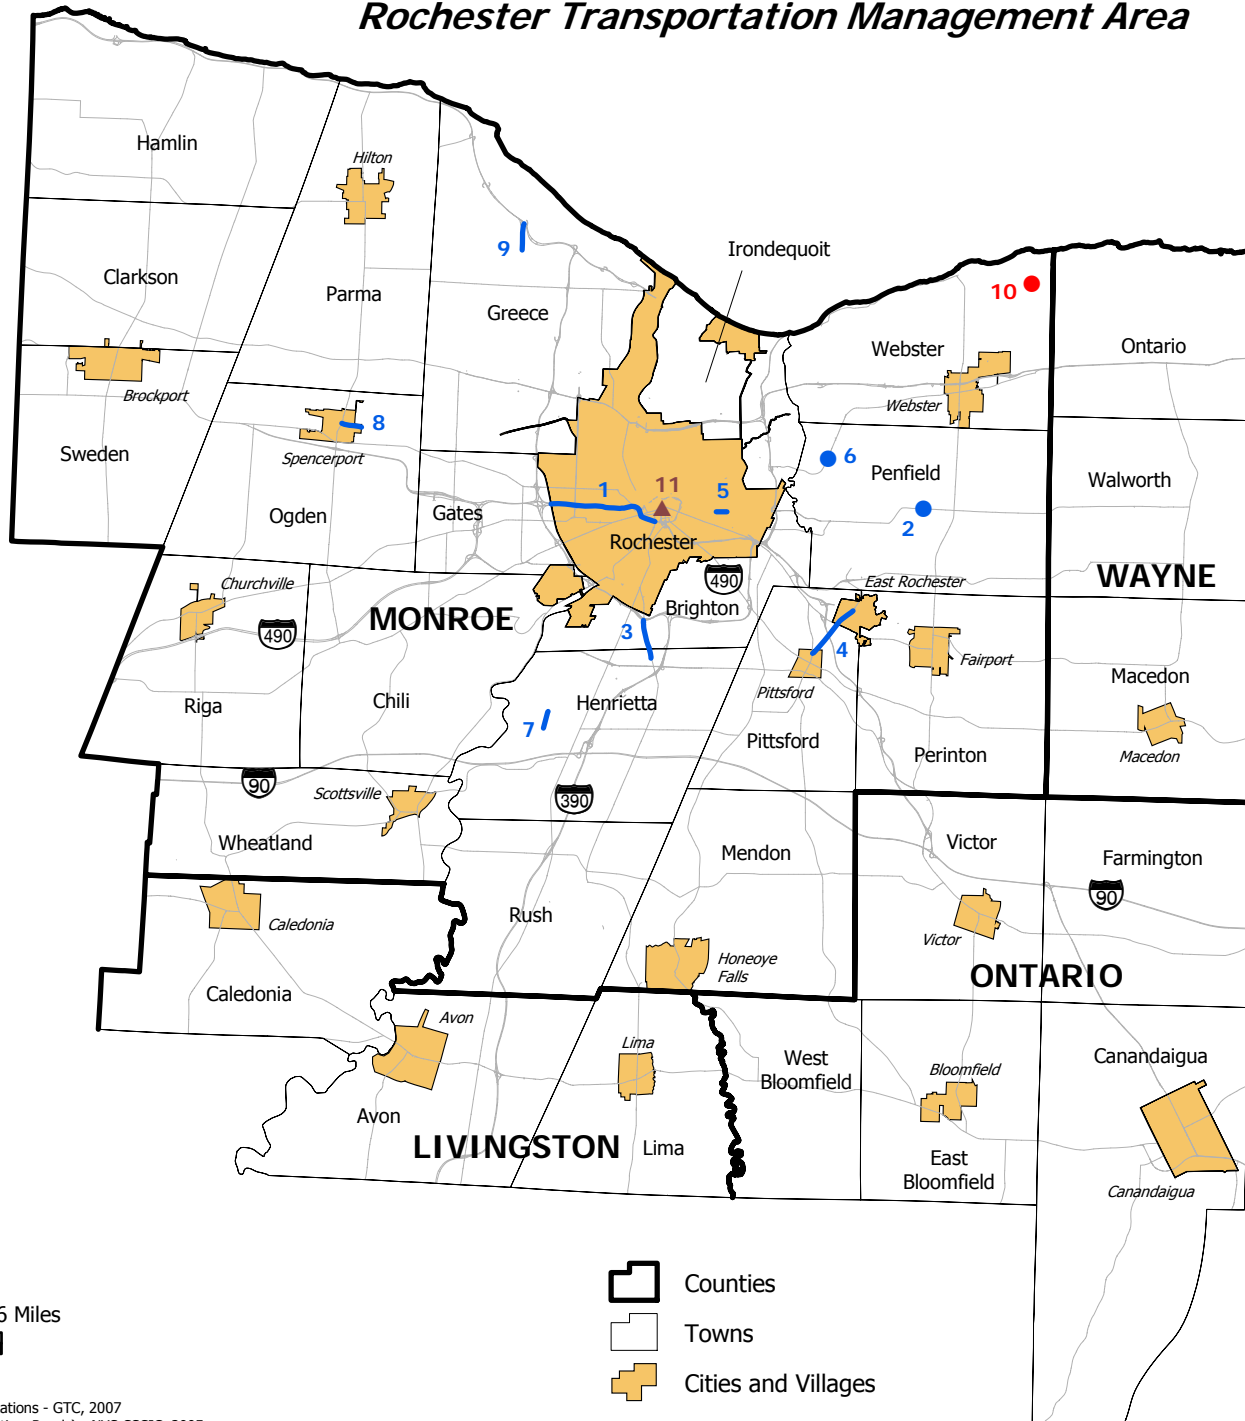 Rochester Transportation Management Area
Hamlin
Hilton
Irondequoit
9
Clarkson
Parma
10
Greece
Webster
Ontario
Brockport
Webster
8
Sweden
Spencerport
6
Penfield
Walworth
1
11
5
Ogden
Gates
2
Rochester
WAYNE
Churchville
490
East Rochester
MONROE
Brighton
490
3
4
Fairport
Macedon
Riga
Chili
Henrietta
Pittsford
7
Pittsford
Perinton
Macedon
90
Scottsville
390
Wheatland
Victor
Mendon
Farmington
90
Caledonia
Rush
Victor
Honeoye
Falls
ONTARIO
Caledonia
Avon
Lima
West
Bloomfield
Bloomfield
Canandaigua
Avon
LIVINGSTON
Lima
East
Bloomfield
Canandaigua
Counties
6 Miles
Towns
Cities and Villages
ations - GTC, 2007